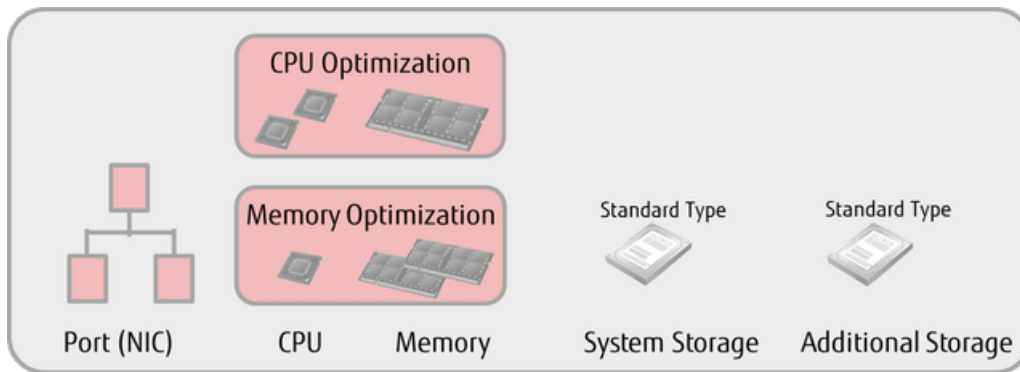 CPU Optimization
Memory Optimization
Standard Type
Standard Type
Port (NIC)
CPU
Memory
System Storage
Additional Storage